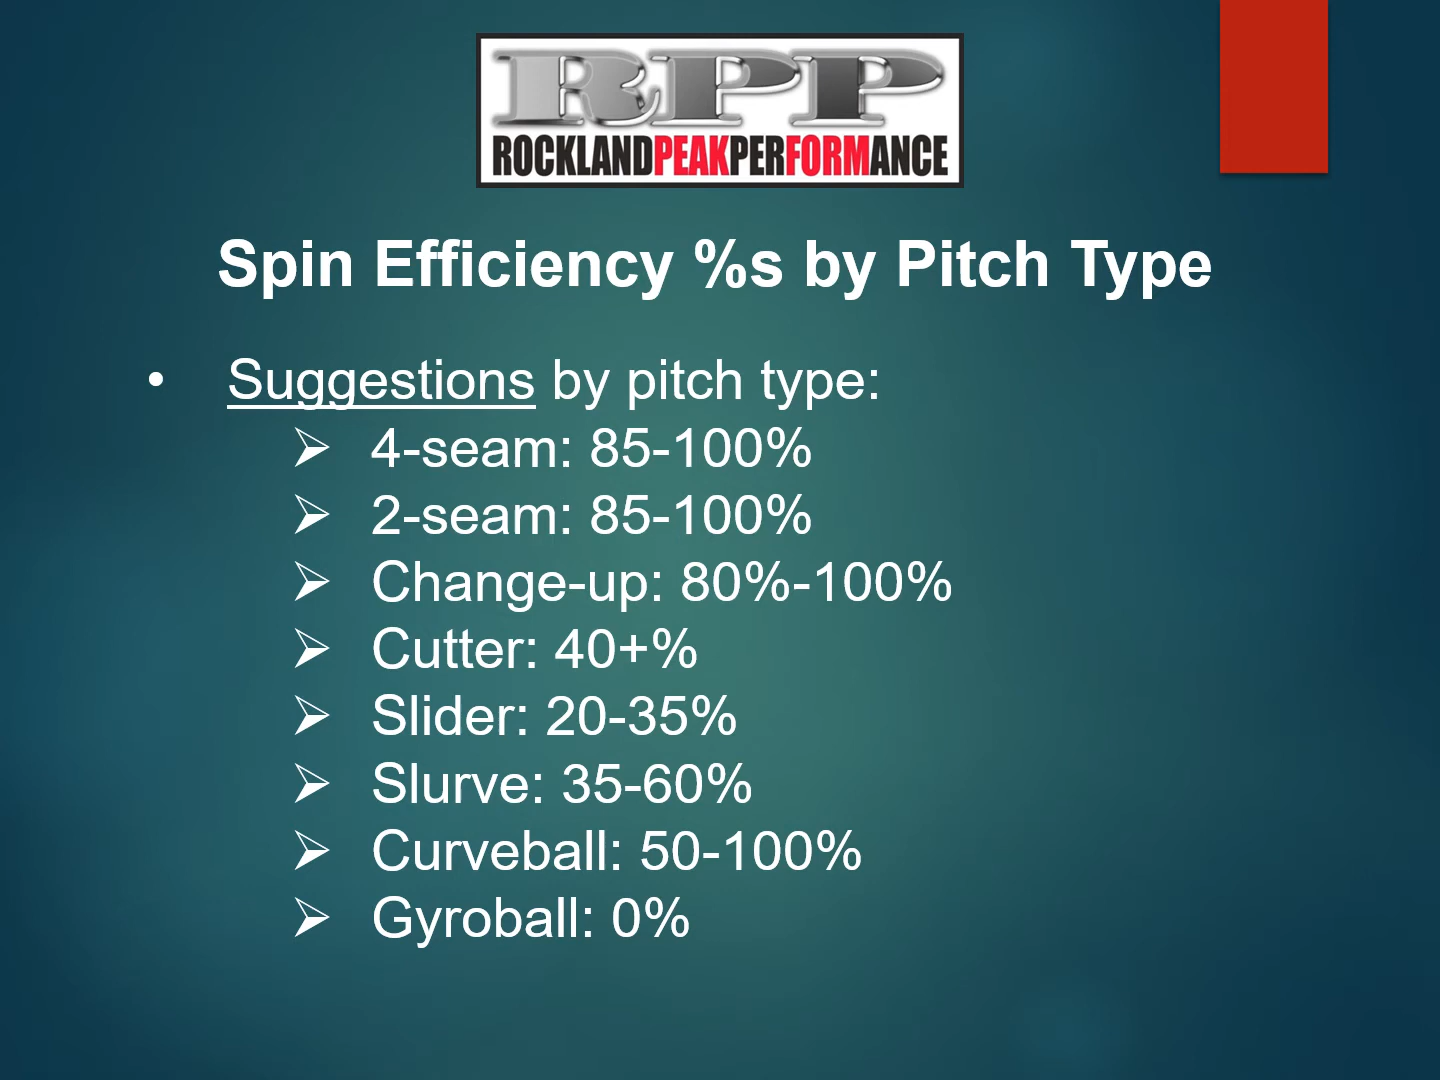 RPP
ROCKLANDPEAKPERFORMANCE
Spin Efficiency %s by Pitch Type
• Suggestions by pitch type:
➢ 4-seam: 85-100%
➢ 2-seam: 85-100%
➢ Change-up: 80%-100%
➢ Cutter: 40+%
➢ Slider: 20-35%
➢ Slurve: 35-60%
➢ Curveball: 50-100%
➢ Gyroball: 0%